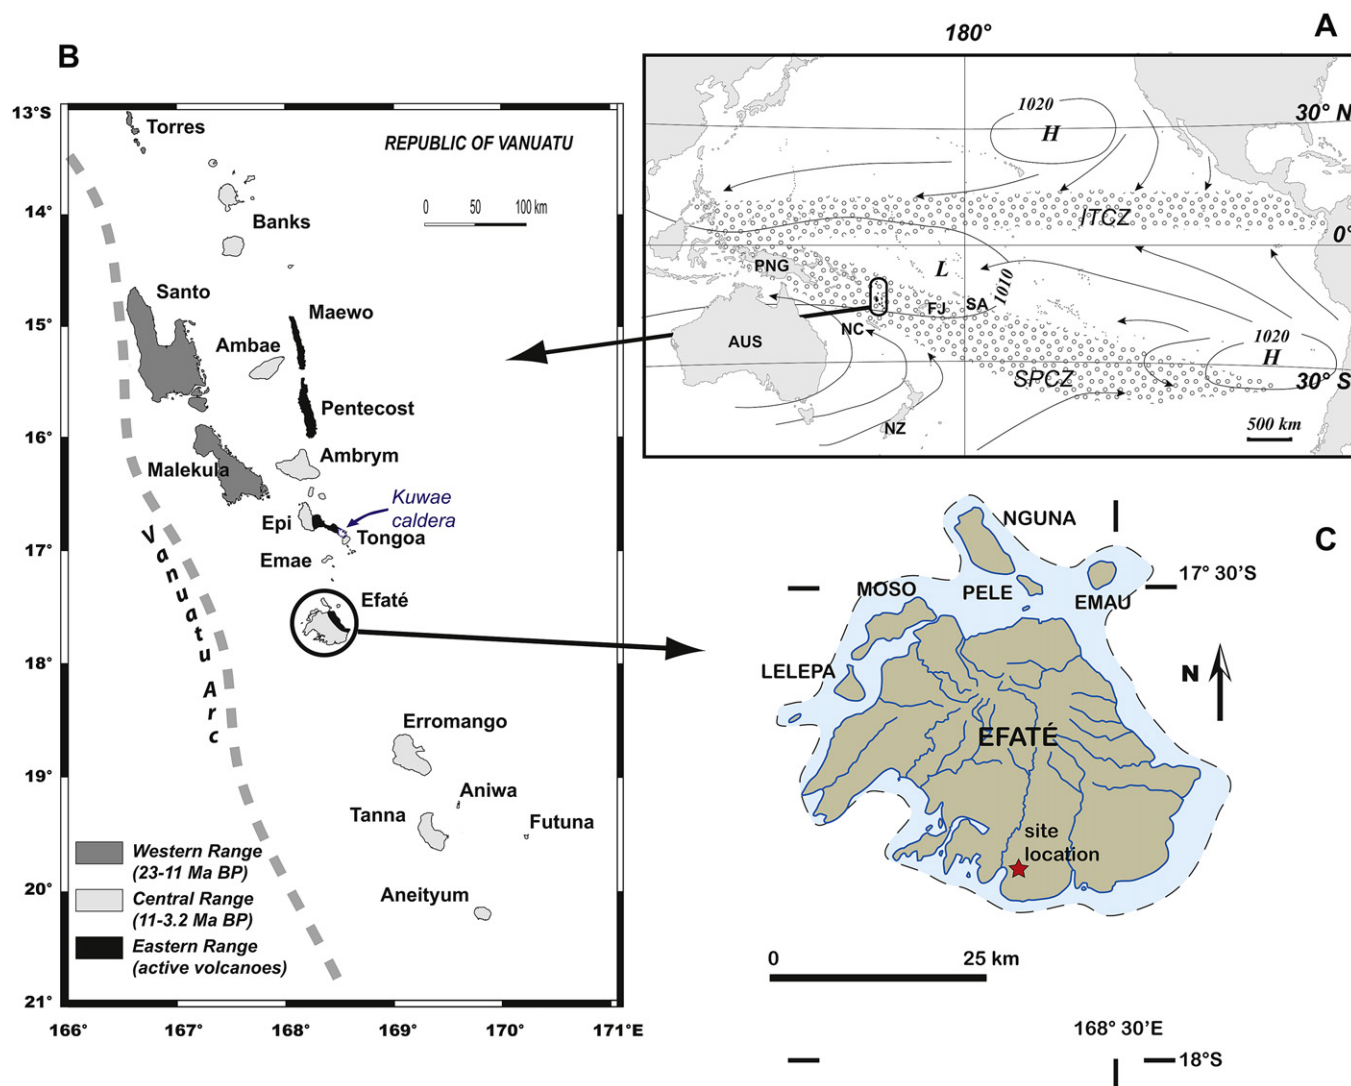 B
13°S
14°
15°
16°
17°
18°
19°
20°
21°
166°
167°
168°
169°
170°
171°E
REPUBLIC OF VANUATU
0 50 100 km
Torres
Banks
Santo
Maewo
Ambae
Pentecost
Malekula
Ambrym
Kuwae
caldera
Epi
Tongoa
Emae
Efaté
Vanuatu Arc
Erromango
Aniwa
Tanna
Futuna
Aneityum
Western Range
(23-11 Ma BP)
Central Range
(11-3.2 Ma BP)
Eastern Range
(active volcanoes)
180°
A
1020
H
30° N
ITCZ
0°
PNG
L
1010
FJ
SA
NC
AUS
1020
H
SPCZ
30° S
NZ
500 km
C
NGUNA
17° 30'S
MOSO
PELE
EMAU
LELEPA
N
EFATÉ
site
location
0 25 km
168° 30'E
18°S